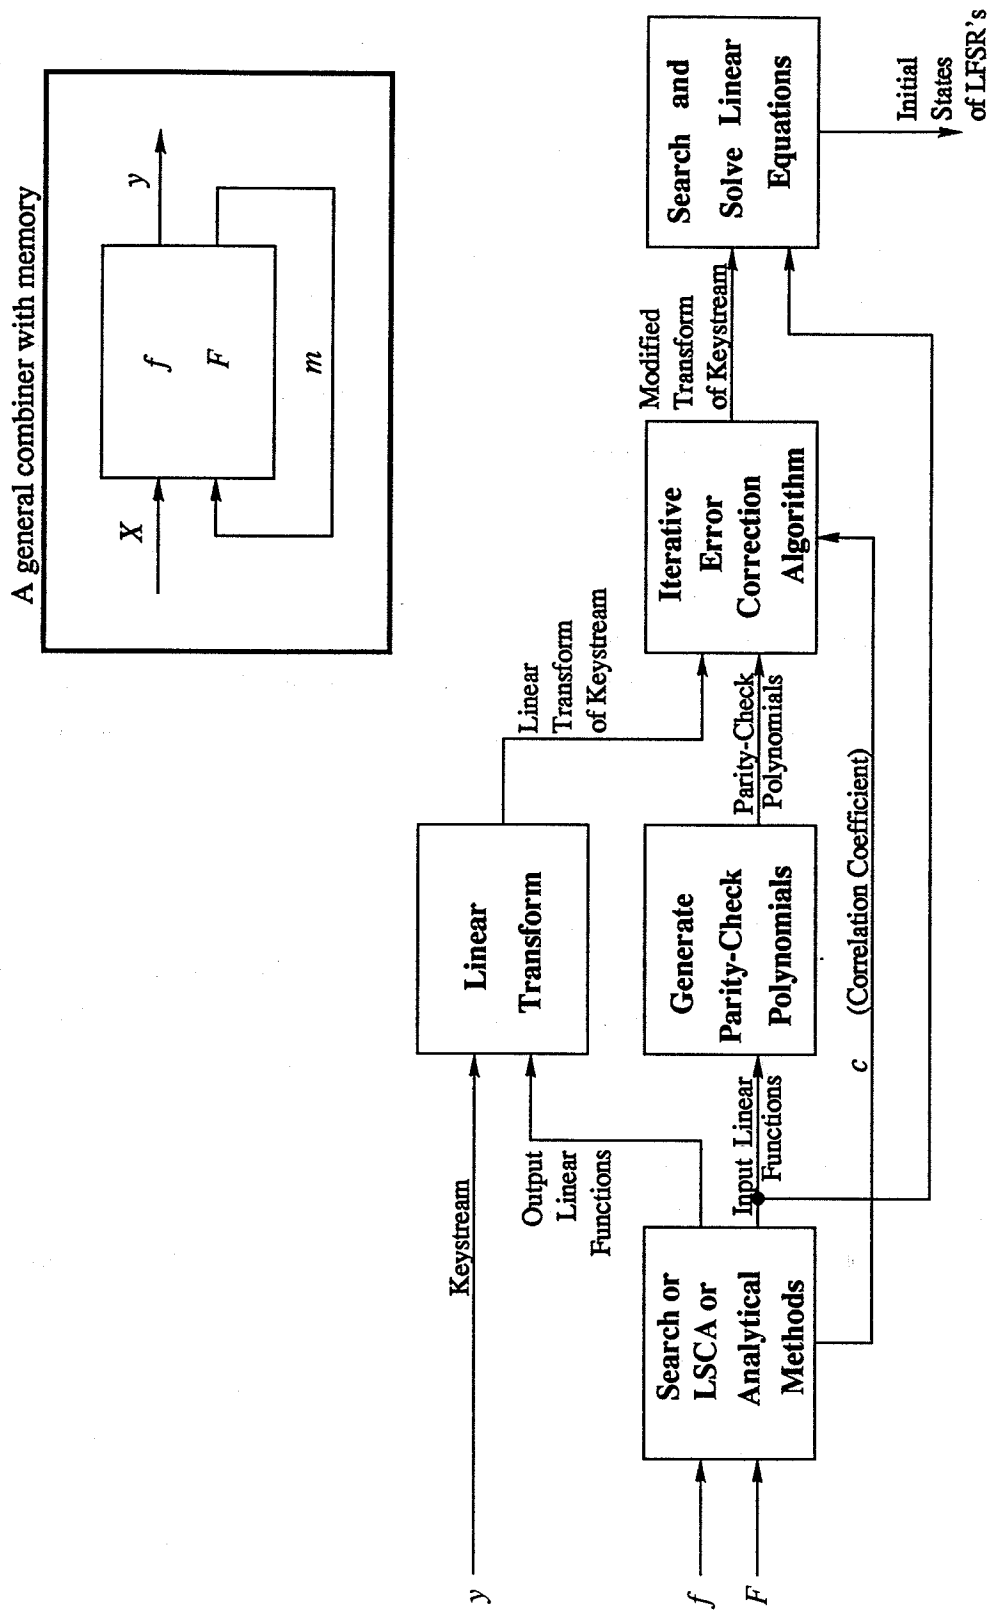 A general combiner with memory
X
f
F
y
m
y
Keystream
Linear
Transform
Linear
Transform
of Keystream
f
F
Search or
LSCA or
Analytical
Methods
Output
Linear
Functions
Input Linear
Functions
Generate
Parity-Check
Polynomials
Parity-Check
Polynomials
Iterative
Error
Correction
Algorithm
Modified
Transform
of Keystream
Search and
Solve Linear
Equations
Initial
States
of LFSR's
c (Correlation Coefficient)